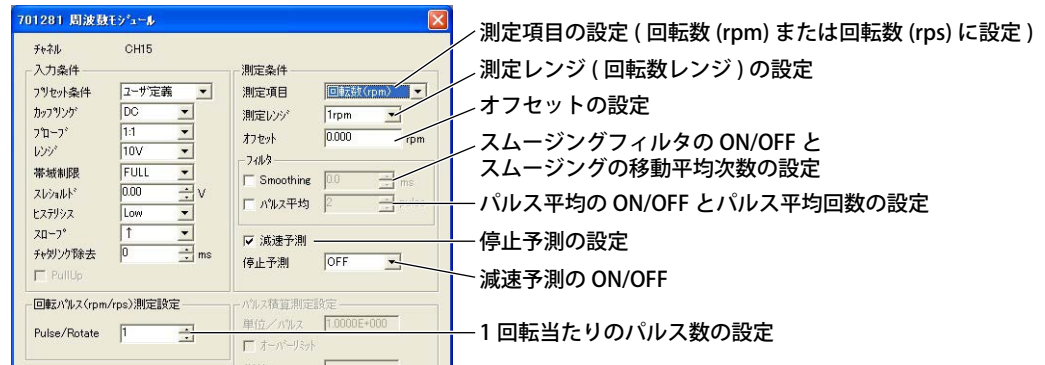 701281 周波数ﾓｼﾞｭｰﾙ
ﾁｬﾈﾙ CH15
入力条件
ﾌﾟﾘｾｯﾄ条件 ﾕｰｻﾞ定義
ｶｯﾌﾟﾘﾝｸﾞ DC
ﾌﾟﾛｰﾌﾞ 1:1
ﾚﾝｼﾞ 10V
帯域制限 FULL
ｽﾚｼｮﾙﾄﾞ 0.00 V
ﾋｽﾃﾘｼｽ Low
ｽﾛｰﾌﾟ ↑
ﾁｬﾀﾘﾝｸﾞ除去 0 ms
PullUp
回転ﾊﾟﾙｽ(rpm/rps)測定設定
Pulse/Rotate 1
測定条件
測定項目 回転数(rpm)
測定ﾚﾝｼﾞ 1rpm
ｵﾌｾｯﾄ 0.000 rpm
ﾌｨﾙﾀ
Smoothing 0.0 ms
ﾊﾟﾙｽ平均 2 pulse
減速予測
停止予測 OFF
ﾊﾟﾙｽ積算測定設定
単位／ﾊﾟﾙｽ 1.0000E+000
ｵｰﾊﾞｰﾘﾐｯﾄ
測定項目の設定 ( 回転数 (rpm) または回転数 (rps) に設定 )
測定レンジ ( 回転数レンジ ) の設定
オフセットの設定
スムージングフィルタの ON/OFF と
スムージングの移動平均次数の設定
パルス平均の ON/OFF とパルス平均回数の設定
停止予測の設定
減速予測の ON/OFF
1 回転当たりのパルス数の設定